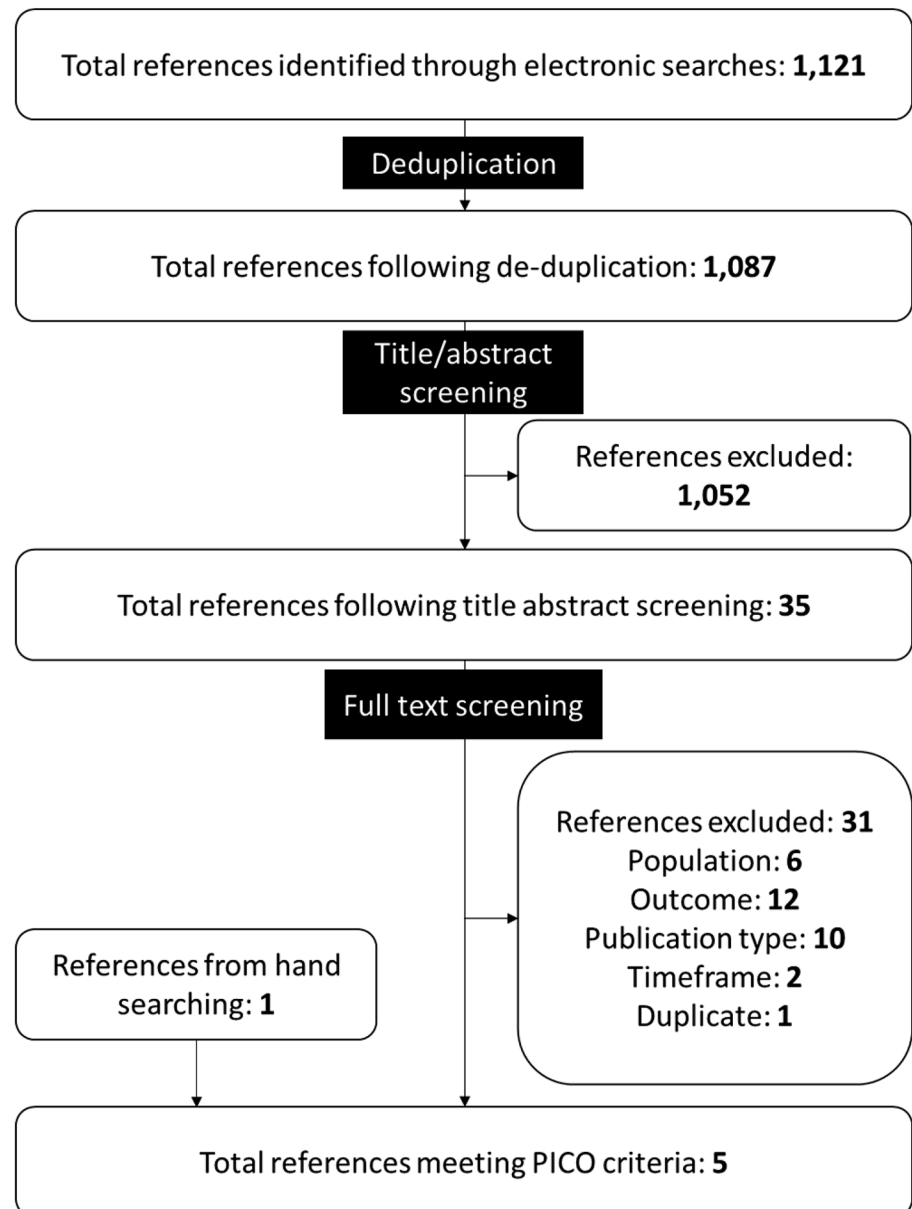 Total references identified through electronic searches: 1,121
Deduplication
Total references following de-duplication: 1,087
Title/abstract
screening
References excluded:
1,052
Total references following title abstract screening: 35
Full text screening
References excluded: 31
Population: 6
Outcome: 12
Publication type: 10
Timeframe: 2
Duplicate: 1
References from hand
searching: 1
Total references meeting PICO criteria: 5